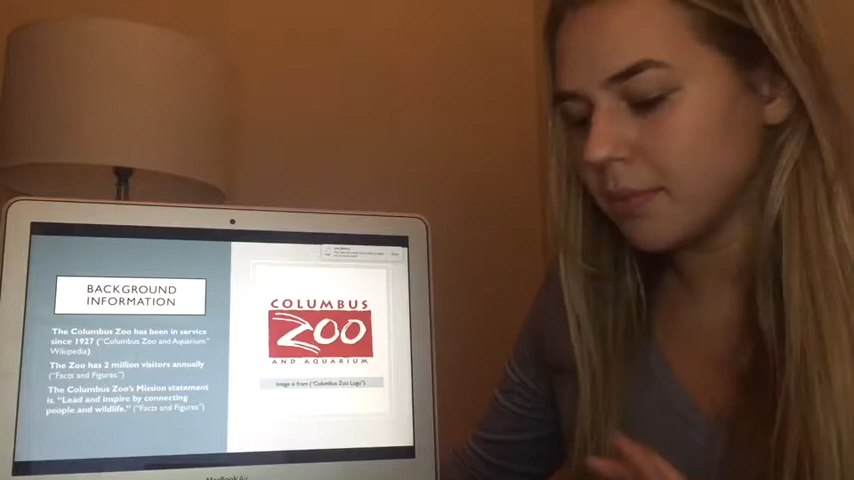 BACKGROUND
INFORMATION
The Columbus Zoo has been in service
since 1927 ("Columbus Zoo and Aquarium"
Wikipedia)
The Zoo has 2 million visitors annually
("Facts and Figures")
The Columbus Zoo's Mission statement
is "Lead and inspire by connecting
people and wildlife." ("Facts and Figures")
COLUMBUS
ZOO
AND AQUARIUM
Image is from ("Columbus Zoo Logo")
MacBook Air